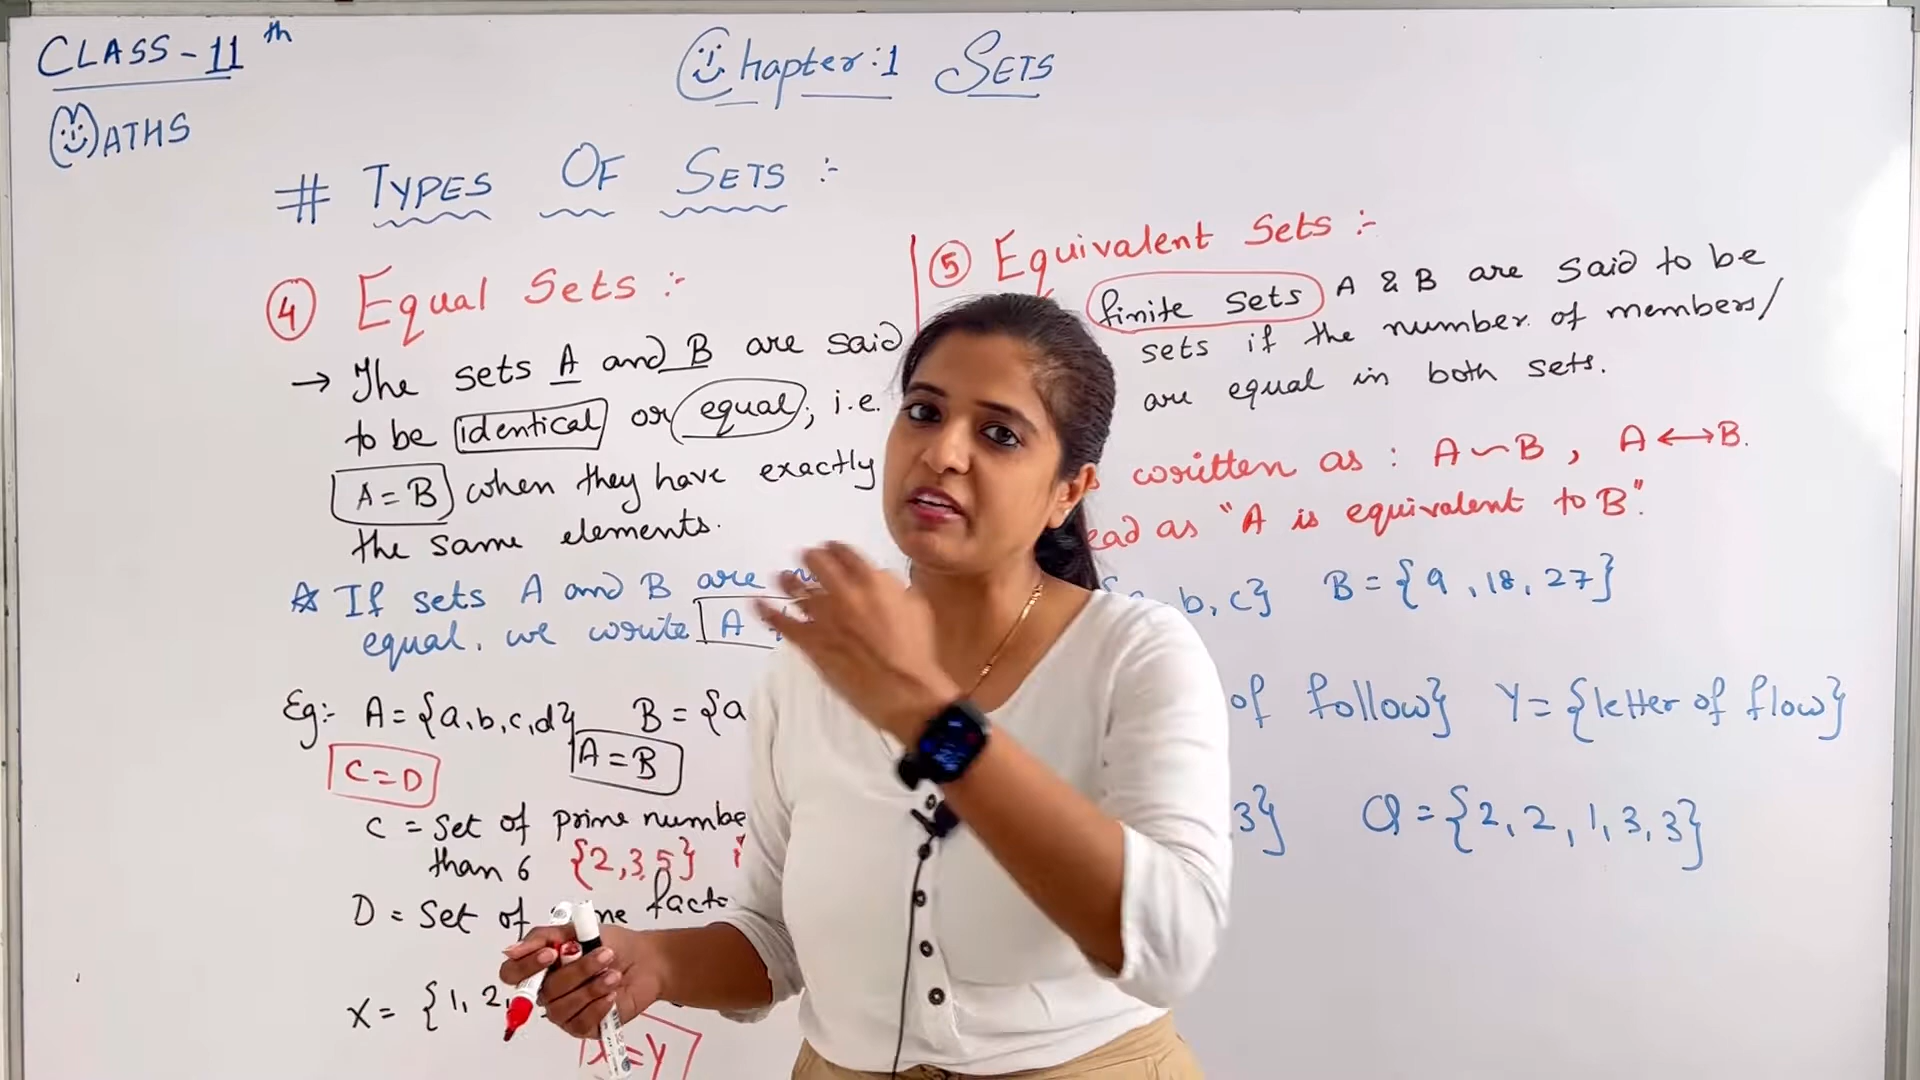 CLASS - 11th
MATHS
Chapter:1 SETS
# TYPES OF SETS :-
④ Equal Sets :-
→ The sets A and B are said
to be identical or equal, i.e.
A = B when they have exactly
the same elements.
☆ If sets A and B are
equal, we write A
Eg:- A = {a,b,c,d} B = {a
C = D A = B
C = Set of prime
than 6 {2,3,5}
D = Set of
X = {1, 2,
X = Y
⑤ Equivalent Sets :-
finite sets A & B are said to be
sets if the number of members/
are equal in both sets.
written as : A ~ B , A ↔ B.
as "A is equivalent to B".
b, c} B = {9 , 18, 27}
of follow} Y = {letter of flow}
3} Q = {2, 2, 1, 3, 3}